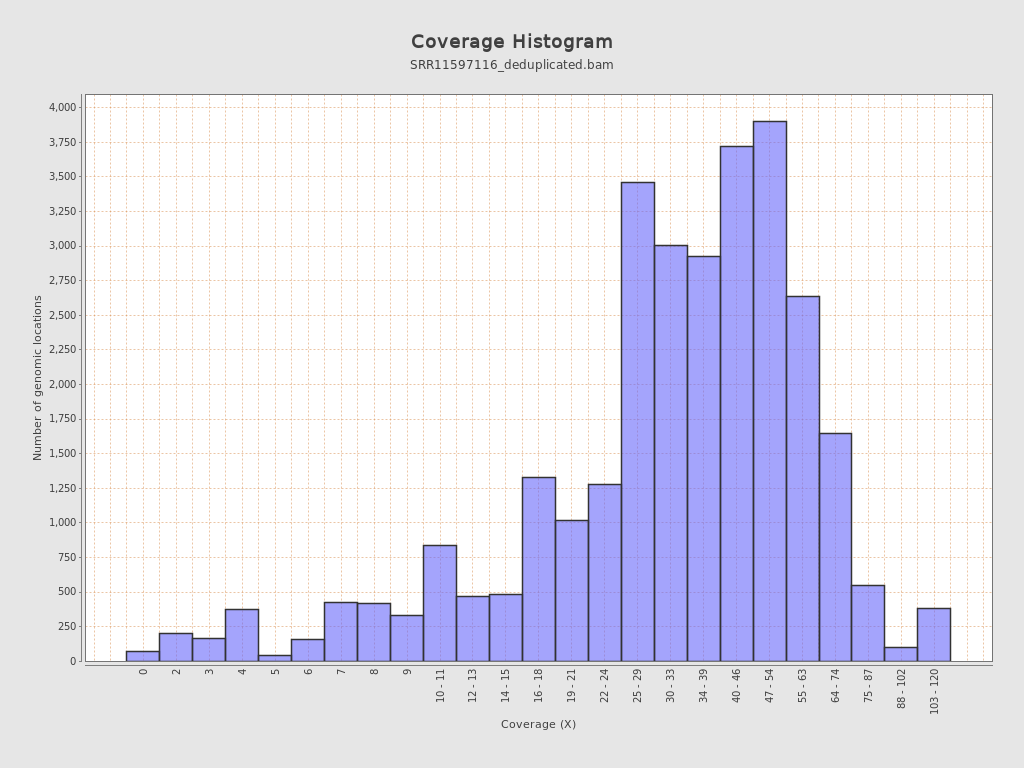 Coverage Histogram
SRR11597116_deduplicated.bam
Number of genomic locations
4,000
3,750
3,500
3,250
3,000
2,750
2,500
2,250
2,000
1,750
1,500
1,250
1,000
750
500
250
0
0
2
3
4
5
6
7
8
9
10 - 11
12 - 13
14 - 15
16 - 18
19 - 21
22 - 24
25 - 29
30 - 33
34 - 39
40 - 46
47 - 54
55 - 63
64 - 74
75 - 87
88 - 102
103 - 120
Coverage (X)